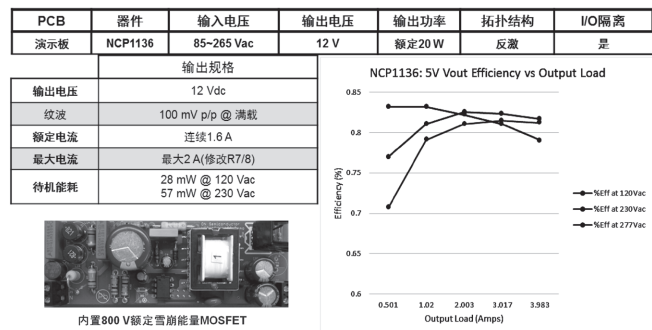 PCB 器件 输入电压 输出电压 输出功率 拓扑结构 I/O隔离
演示板 NCP1136 85~265 Vac 12 V 额定20 W 反激 是
输出规格
输出电压 12 Vdc
纹波 100 mV p/p @ 满载
额定电流 连续1.6 A
最大电流 最大2 A(修改R7/8)
待机能耗 28 mW @ 120 Vac
57 mW @ 230 Vac
内置800 V额定雪崩能量MOSFET
NCP1136: 5V Vout Efficiency vs Output Load
Efficiency (%)
0.85
0.8
0.75
0.7
0.65
0.6
0.501 1.02 2.003 3.017 3.983
Output Load (Amps)
%Eff at 120Vac
%Eff at 230Vac
%Eff at 277Vac